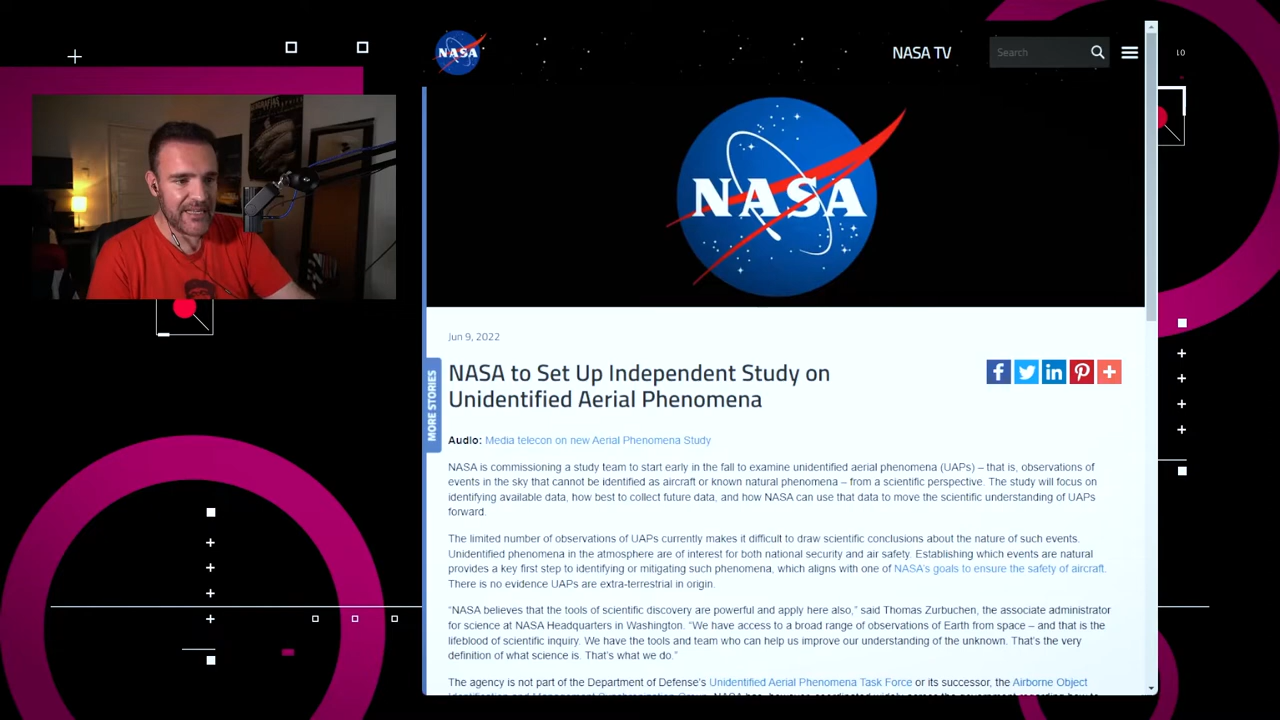 NASA
NASA TV
Search
10
NASA
Jun 9, 2022
NASA to Set Up Independent Study on
Unidentified Aerial Phenomena
MORE STORIES
Audio: Media telecon on new Aerial Phenomena Study
NASA is commissioning a study team to start early in the fall to examine unidentified aerial phenomena (UAPs) – that is, observations of
events in the sky that cannot be identified as aircraft or known natural phenomena – from a scientific perspective. The study will focus on
identifying available data, how best to collect future data, and how NASA can use that data to move the scientific understanding of UAPs
forward.
The limited number of observations of UAPs currently makes it difficult to draw scientific conclusions about the nature of such events.
Unidentified phenomena in the atmosphere are of interest for both national security and air safety. Establishing which events are natural
provides a key first step to identifying or mitigating such phenomena, which aligns with one of NASA's goals to ensure the safety of aircraft.
There is no evidence UAPs are extra-terrestrial in origin.
“NASA believes that the tools of scientific discovery are powerful and apply here also,” said Thomas Zurbuchen, the associate administrator
for science at NASA Headquarters in Washington. “We have access to a broad range of observations of Earth from space – and that is the
lifeblood of scientific inquiry. We have the tools and team who can help us improve our understanding of the unknown. That's the very
definition of what science is. That's what we do.”
The agency is not part of the Department of Defense's Unidentified Aerial Phenomena Task Force or its successor, the Airborne Object